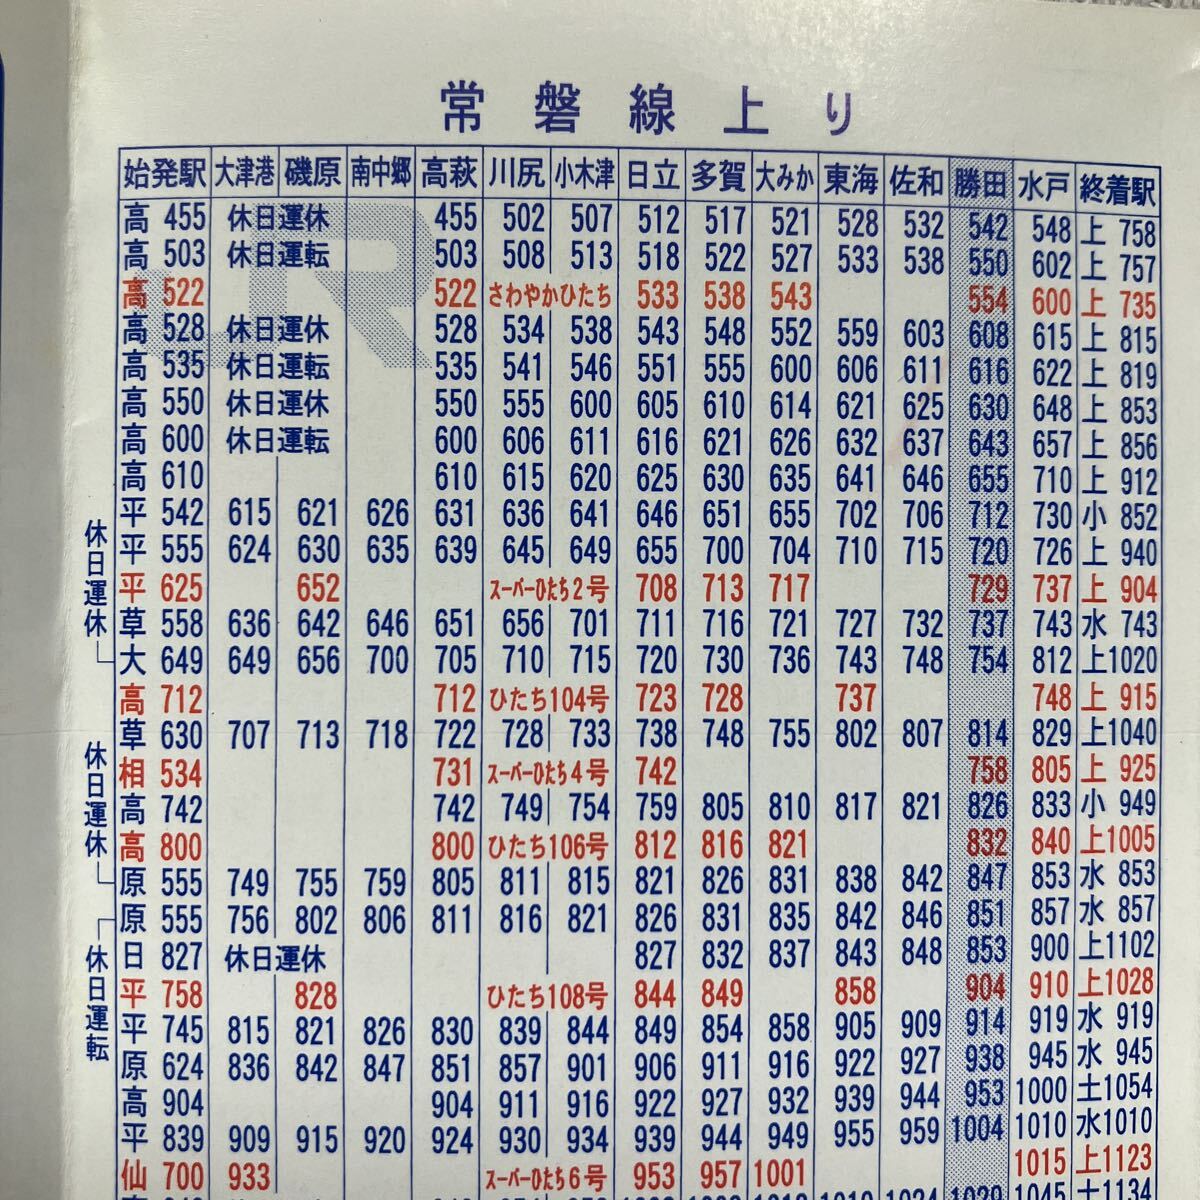 常磐線上り
始発駅 大津港 磯原 南中郷 高萩 川尻 小木津 日立 多賀 大みか 東海 佐和 勝田 水戸 終着駅
高 455 休日運休 455 502 507 512 517 521 528 532 542 548 上 758
高 503 休日運転 503 508 513 518 522 527 533 538 550 602 上 757
高 522 522 さわやかひたち 533 538 543 554 600 上 735
高 528 休日運休 528 534 538 543 548 552 559 603 608 615 上 815
高 535 休日運転 535 541 546 551 555 600 606 611 616 622 上 819
高 550 休日運休 550 555 600 605 610 614 621 625 630 648 上 853
高 600 休日運転 600 606 611 616 621 626 632 637 643 657 上 856
高 610 610 615 620 625 630 635 641 646 655 710 上 912
平 542 615 621 626 631 636 641 646 651 655 702 706 712 730 小 852
平 555 624 630 635 639 645 649 655 700 704 710 715 720 726 上 940
平 625 652 スーパーひたち2号 708 713 717 729 737 上 904
草 558 636 642 646 651 656 701 711 716 721 727 732 737 743 水 743
休日運休
大 649 649 656 700 705 710 715 720 730 736 743 748 754 812 上1020
高 712 712 ひたち104号 723 728 737 748 上 915
草 630 707 713 718 722 728 733 738 748 755 802 807 814 829 上1040
相 534 731 スーパーひたち4号 742 758 805 上 925
高 742 742 749 754 759 805 810 817 821 826 833 小 949
高 800 800 ひたち106号 812 816 821 832 840 上1005
休日運休
原 555 749 755 759 805 811 815 821 826 831 838 842 847 853 水 853
原 555 756 802 806 811 816 821 826 831 835 842 846 851 857 水 857
休日運転
日 827 休日運休 827 832 837 843 848 853 900 上1102
平 758 828 ひたち108号 844 849 858 904 910 上1028
平 745 815 821 826 830 839 844 849 854 858 905 909 914 919 水 919
原 624 836 842 847 851 857 901 906 911 916 922 927 938 945 水 945
高 904 904 911 916 922 927 932 939 944 953 1000 土1054
平 839 909 915 920 924 930 934 939 944 949 955 959 1004 1010 水1010
仙 700 933 スーパーひたち6号 953 957 1001 1015 上1123
1045 土1134
JR